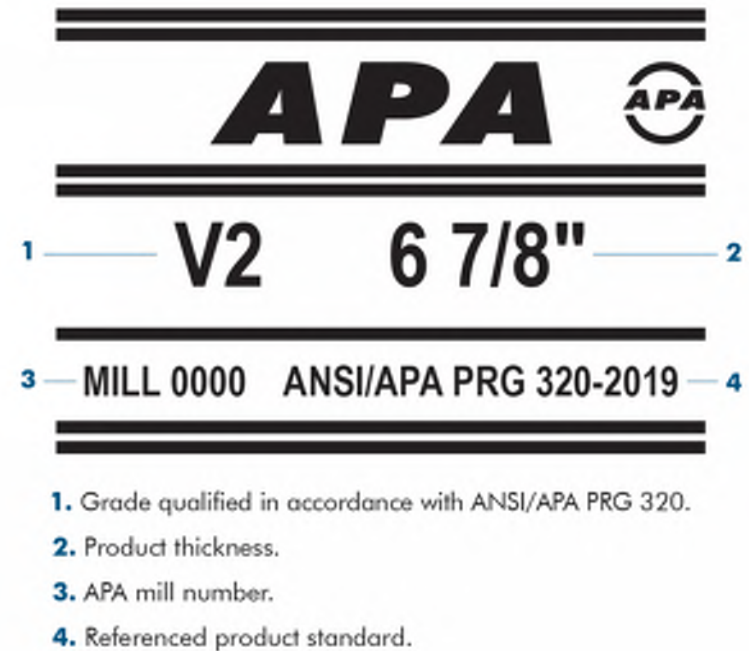 APA APA
1 V2 6 7/8" 2
3 MILL 0000 ANSI/APA PRG 320-2019 4
1. Grade qualified in accordance with ANSI/APA PRG 320.
2. Product thickness.
3. APA mill number.
4. Referenced product standard.